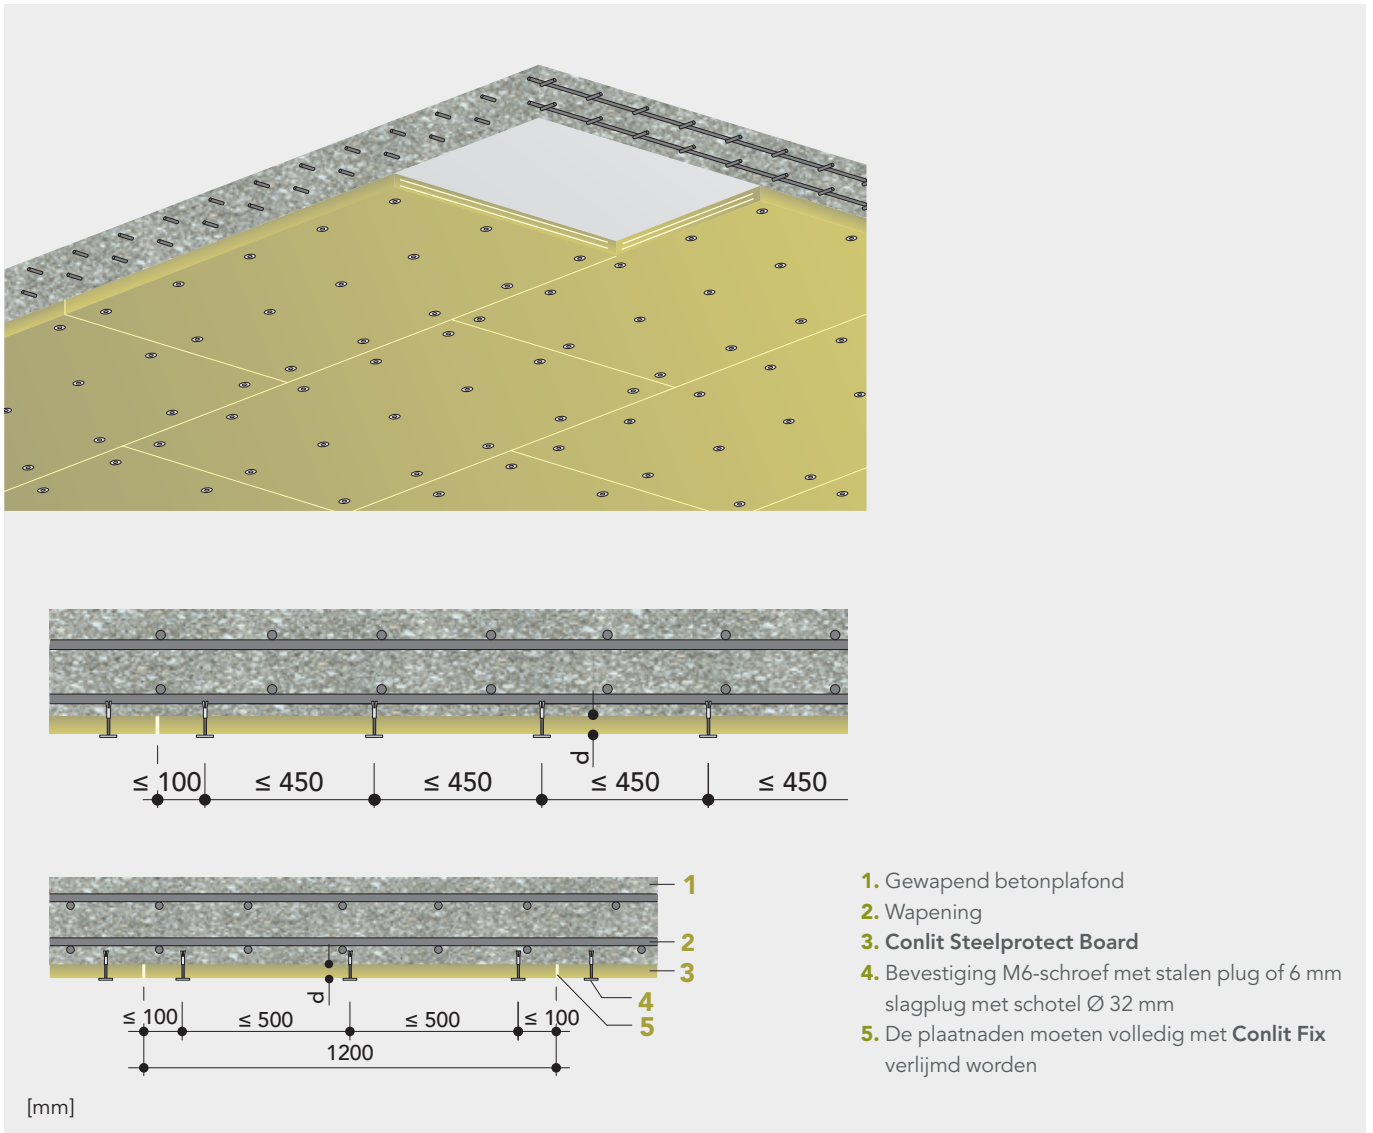 d
≤ 100
≤ 450
≤ 450
≤ 450
≤ 450
1
2
3
4
5
d
≤ 100
≤ 500
≤ 500
≤ 100
1200
1. Gewapend betonplafond
2. Wapening
3. Conlit Steelprotect Board
4. Bevestiging M6-schroef met stalen plug of 6 mm
slagplug met schotel Ø 32 mm
5. De plaatnaden moeten volledig met Conlit Fix
verlijmd worden
[mm]